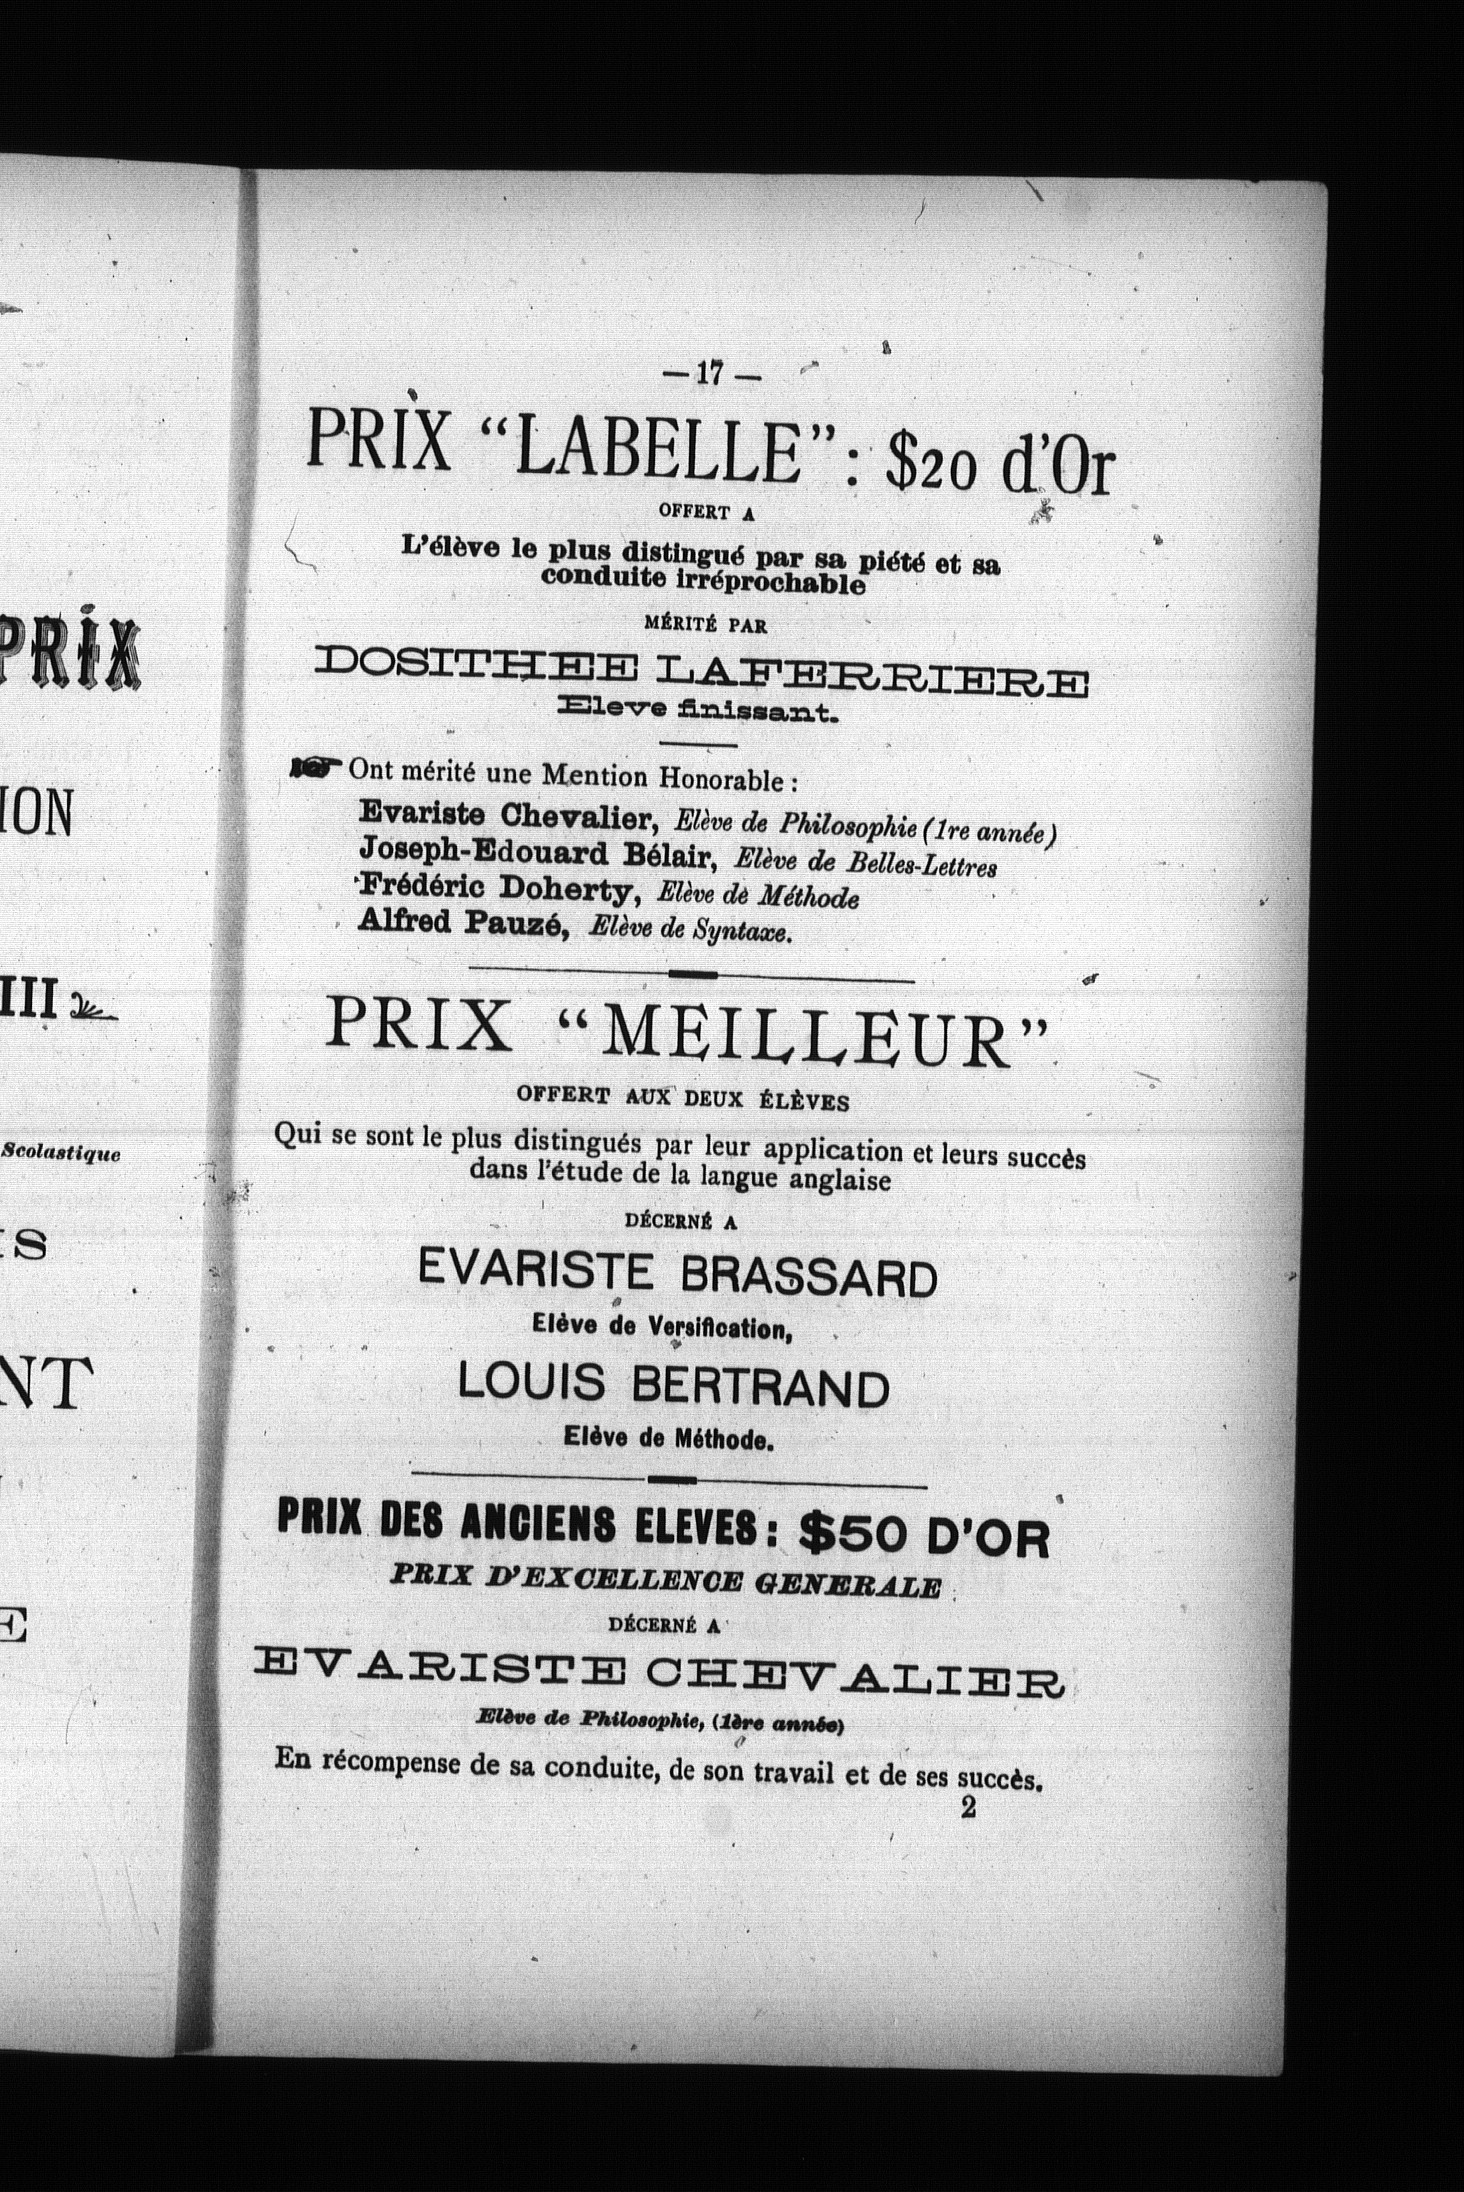 — 17 —
PRIX “LABELLE” : $20 d’Or
OFFERT A
L’élève le plus distingué par sa piété et sa
conduite irréprochable
MÉRITÉ PAR
DOSITHEE LAFERRIERE
Eleve finissant.
☞ Ont mérité une Mention Honorable :
Evariste Chevalier, Elève de Philosophie (1re année)
Joseph-Edouard Bélair, Elève de Belles-Lettres
Frédéric Doherty, Elève de Méthode
Alfred Pauzé, Elève de Syntaxe.
PRIX “MEILLEUR”
OFFERT AUX DEUX ÉLÈVES
Qui se sont le plus distingués par leur application et leurs succès
dans l’étude de la langue anglaise
DÉCERNÉ A
EVARISTE BRASSARD
Elève de Versification,
LOUIS BERTRAND
Elève de Méthode.
PRIX DES ANCIENS ELEVES : $50 D’OR
PRIX D’EXCELLENCE GENERALE
DÉCERNÉ A
EVARISTE CHEVALIER
Elève de Philosophie, (1ère année)
En récompense de sa conduite, de son travail et de ses succès.
2
PRIX
ION
III
Scolastique
S
NT
E